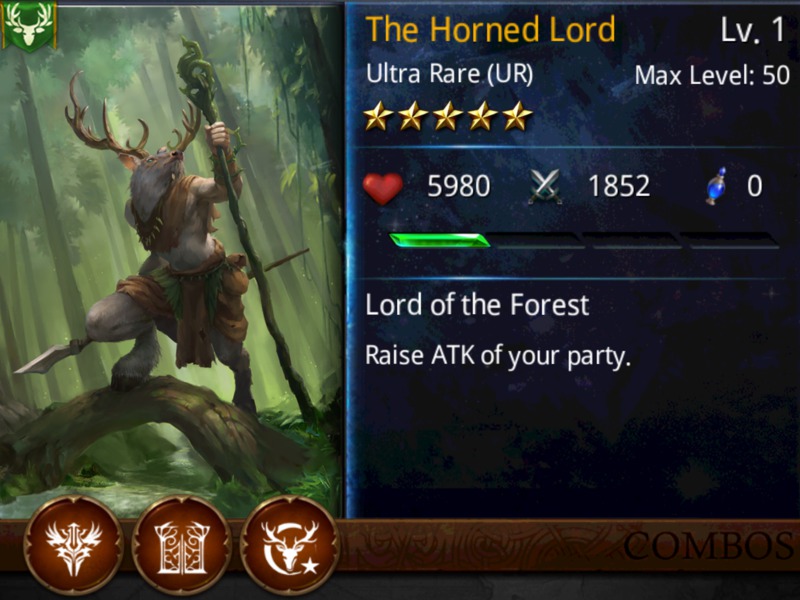 The Horned Lord
Lv. 1
Ultra Rare (UR)
Max Level: 50
5980
1852
0
Lord of the Forest
Raise ATK of your party.
COMBOS